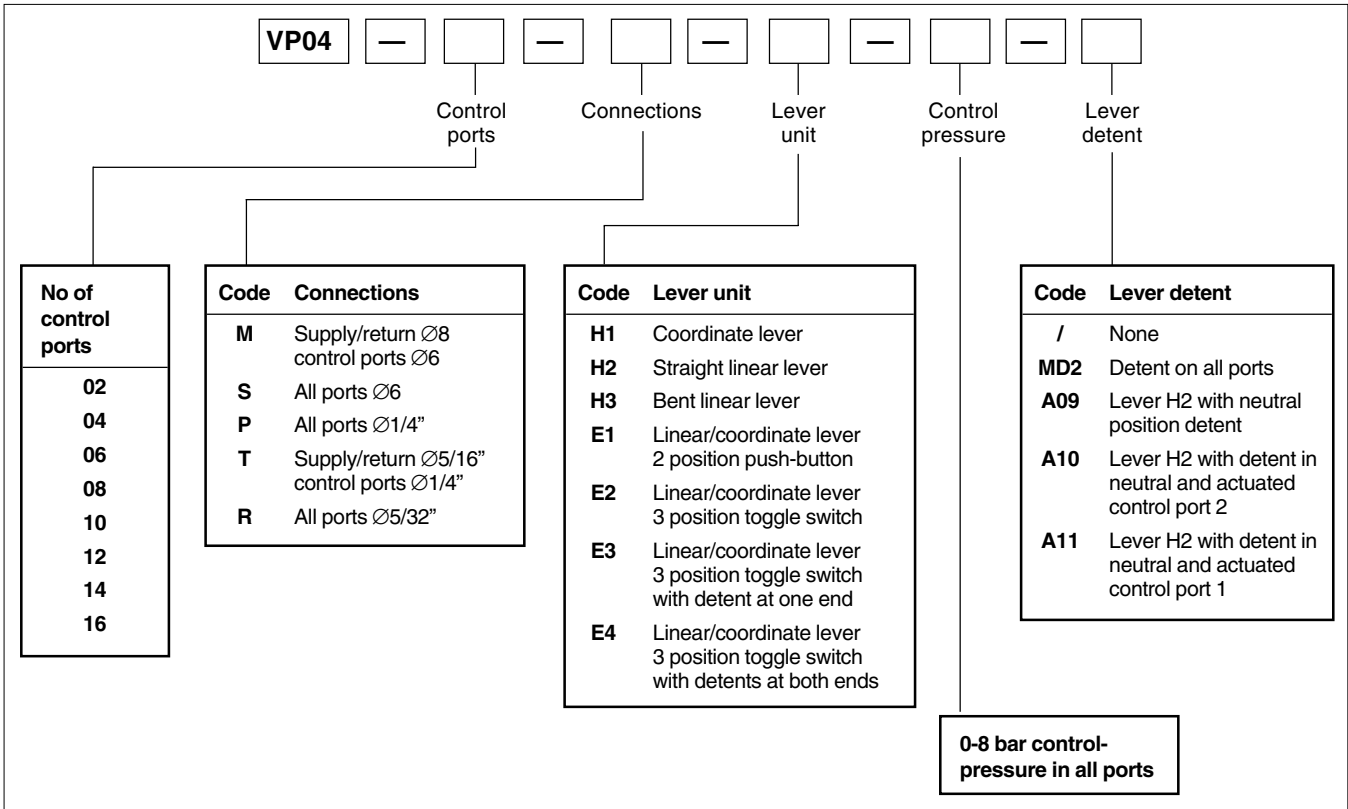 VP04 — — — — —
Control ports
Connections
Lever unit
Control pressure
Lever detent
No of
control
ports
02
04
06
08
10
12
14
16
Code Connections
M Supply/return ∅8
control ports ∅6
S All ports ∅6
P All ports ∅1/4”
T Supply/return ∅5/16”
control ports ∅1/4”
R All ports ∅5/32”
Code Lever unit
H1 Coordinate lever
H2 Straight linear lever
H3 Bent linear lever
E1 Linear/coordinate lever
2 position push-button
E2 Linear/coordinate lever
3 position toggle switch
E3 Linear/coordinate lever
3 position toggle switch
with detent at one end
E4 Linear/coordinate lever
3 position toggle switch
with detents at both ends
Code Lever detent
/ None
MD2 Detent on all ports
A09 Lever H2 with neutral
position detent
A10 Lever H2 with detent in
neutral and actuated
control port 2
A11 Lever H2 with detent in
neutral and actuated
control port 1
0-8 bar control-
pressure in all ports